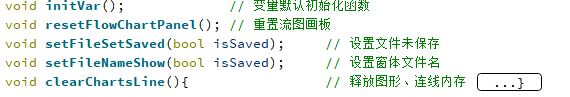 void initVar(); // 变量默认初始化函数
void resetFlowChartPanel(); // 重置流图画板
void setFileSetSaved(bool isSaved); // 设置文件未保存
void setFileNameShow(bool isSaved); // 设置窗体文件名
void clearChartsLine(){ // 释放图形、连线内存 ...}